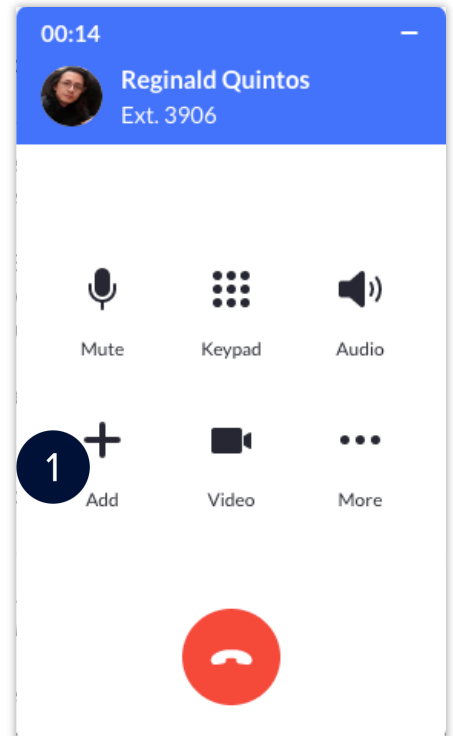 00:14
Reginald Quintos
Ext. 3906
Mute Keypad Audio
1
Add Video More